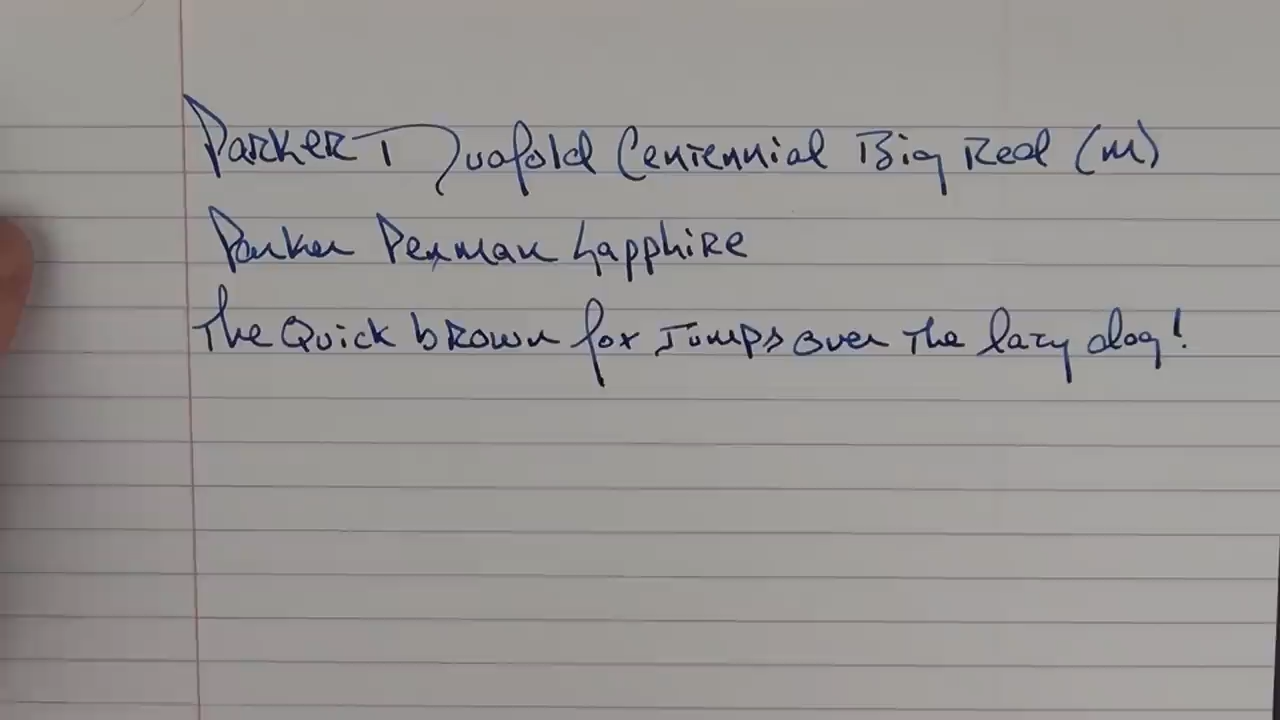 Parker Duofold Centennial Big Red (M)
Parker Penman Sapphire
The Quick brown fox Jumps over The lazy dog!